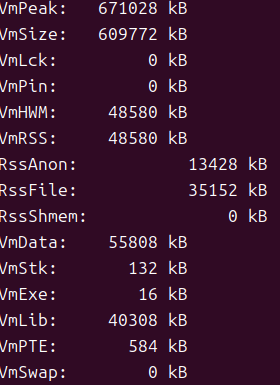 VmPeak:   671028 kB
VmSize:   609772 kB
VmLck:         0 kB
VmPin:         0 kB
VmHWM:     48580 kB
VmRSS:     48580 kB
RssAnon:           13428 kB
RssFile:           35152 kB
RssShmem:              0 kB
VmData:    55808 kB
VmStk:       132 kB
VmExe:        16 kB
VmLib:     40308 kB
VmPTE:       584 kB
VmSwap:        0 kB